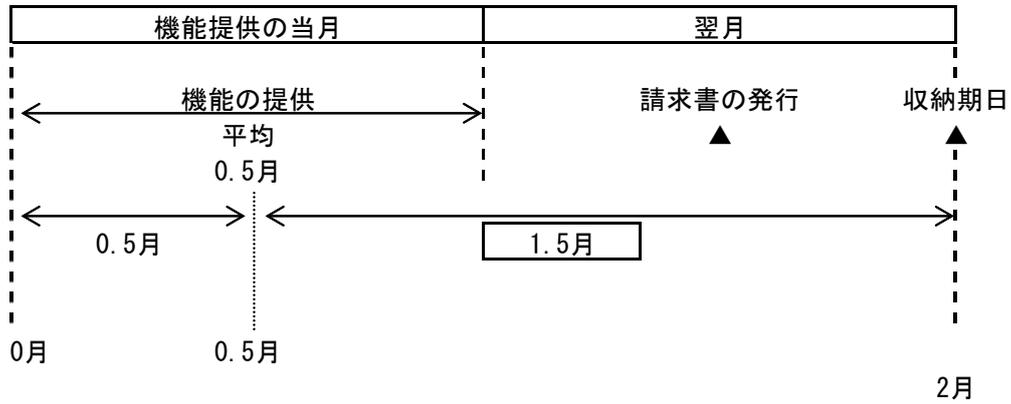 機能提供の当月 翌月
機能の提供 請求書の発行 収納期日
平均 ▲ ▲
0.5月
0.5月 1.5月
0月 0.5月
2月